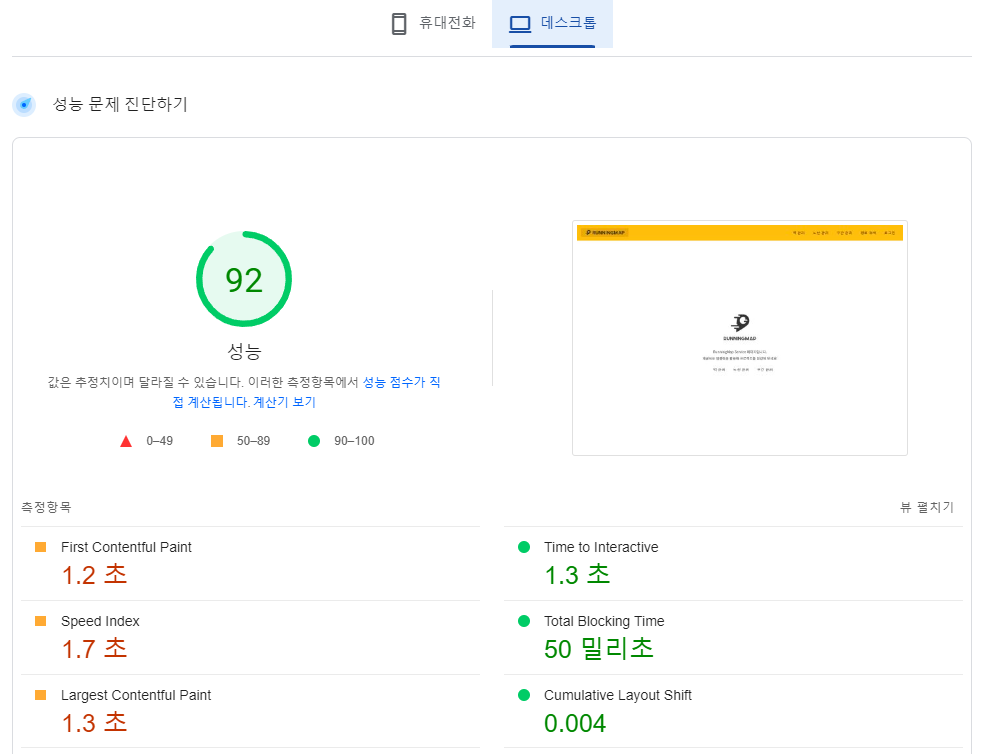 휴대전화
데스크톱
성능 문제 진단하기
92
성능
값은 추정치이며 달라질 수 있습니다. 이러한 측정항목에서 성능 점수가 직
접 계산됩니다. 계산기 보기
0–49
50–89
90–100
RUNNINGMAP
RUNNINGMAP
측정항목
뷰 펼치기
First Contentful Paint
1.2 초
Time to Interactive
1.3 초
Speed Index
1.7 초
Total Blocking Time
50 밀리초
Largest Contentful Paint
1.3 초
Cumulative Layout Shift
0.004